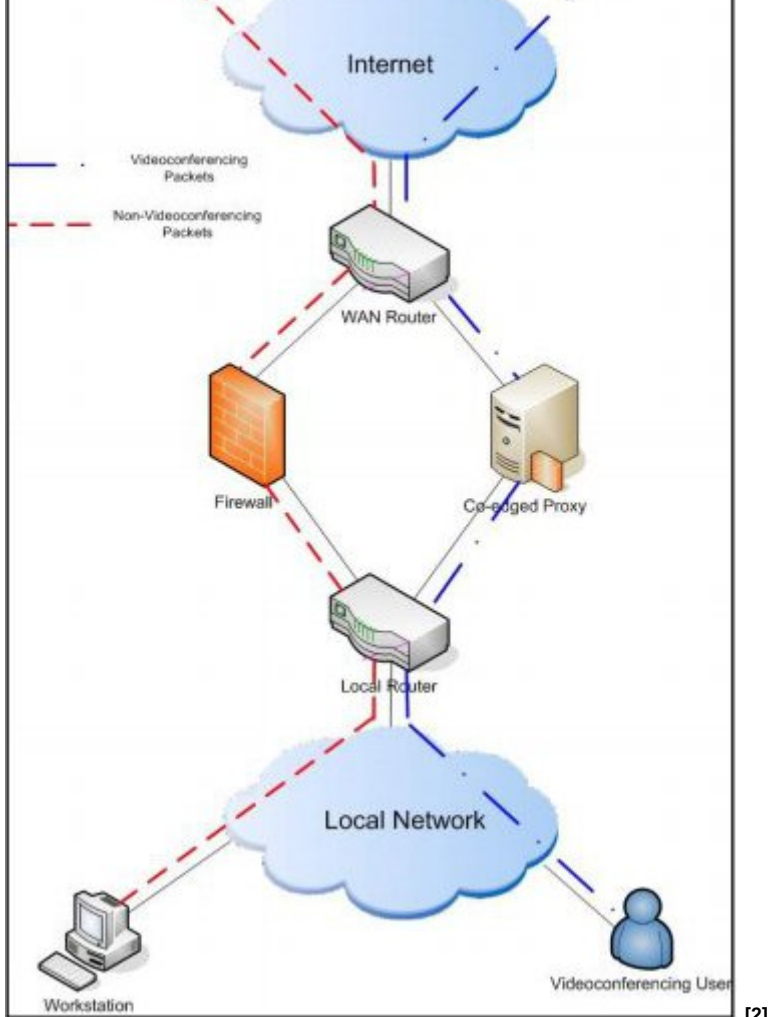 Internet
Videoconferencing
Packets
Non-Videoconferencing
Packets
WAN Router
Firewall
Co-edged Proxy
Local Router
Local Network
Videoconferencing User
Workstation
[2]